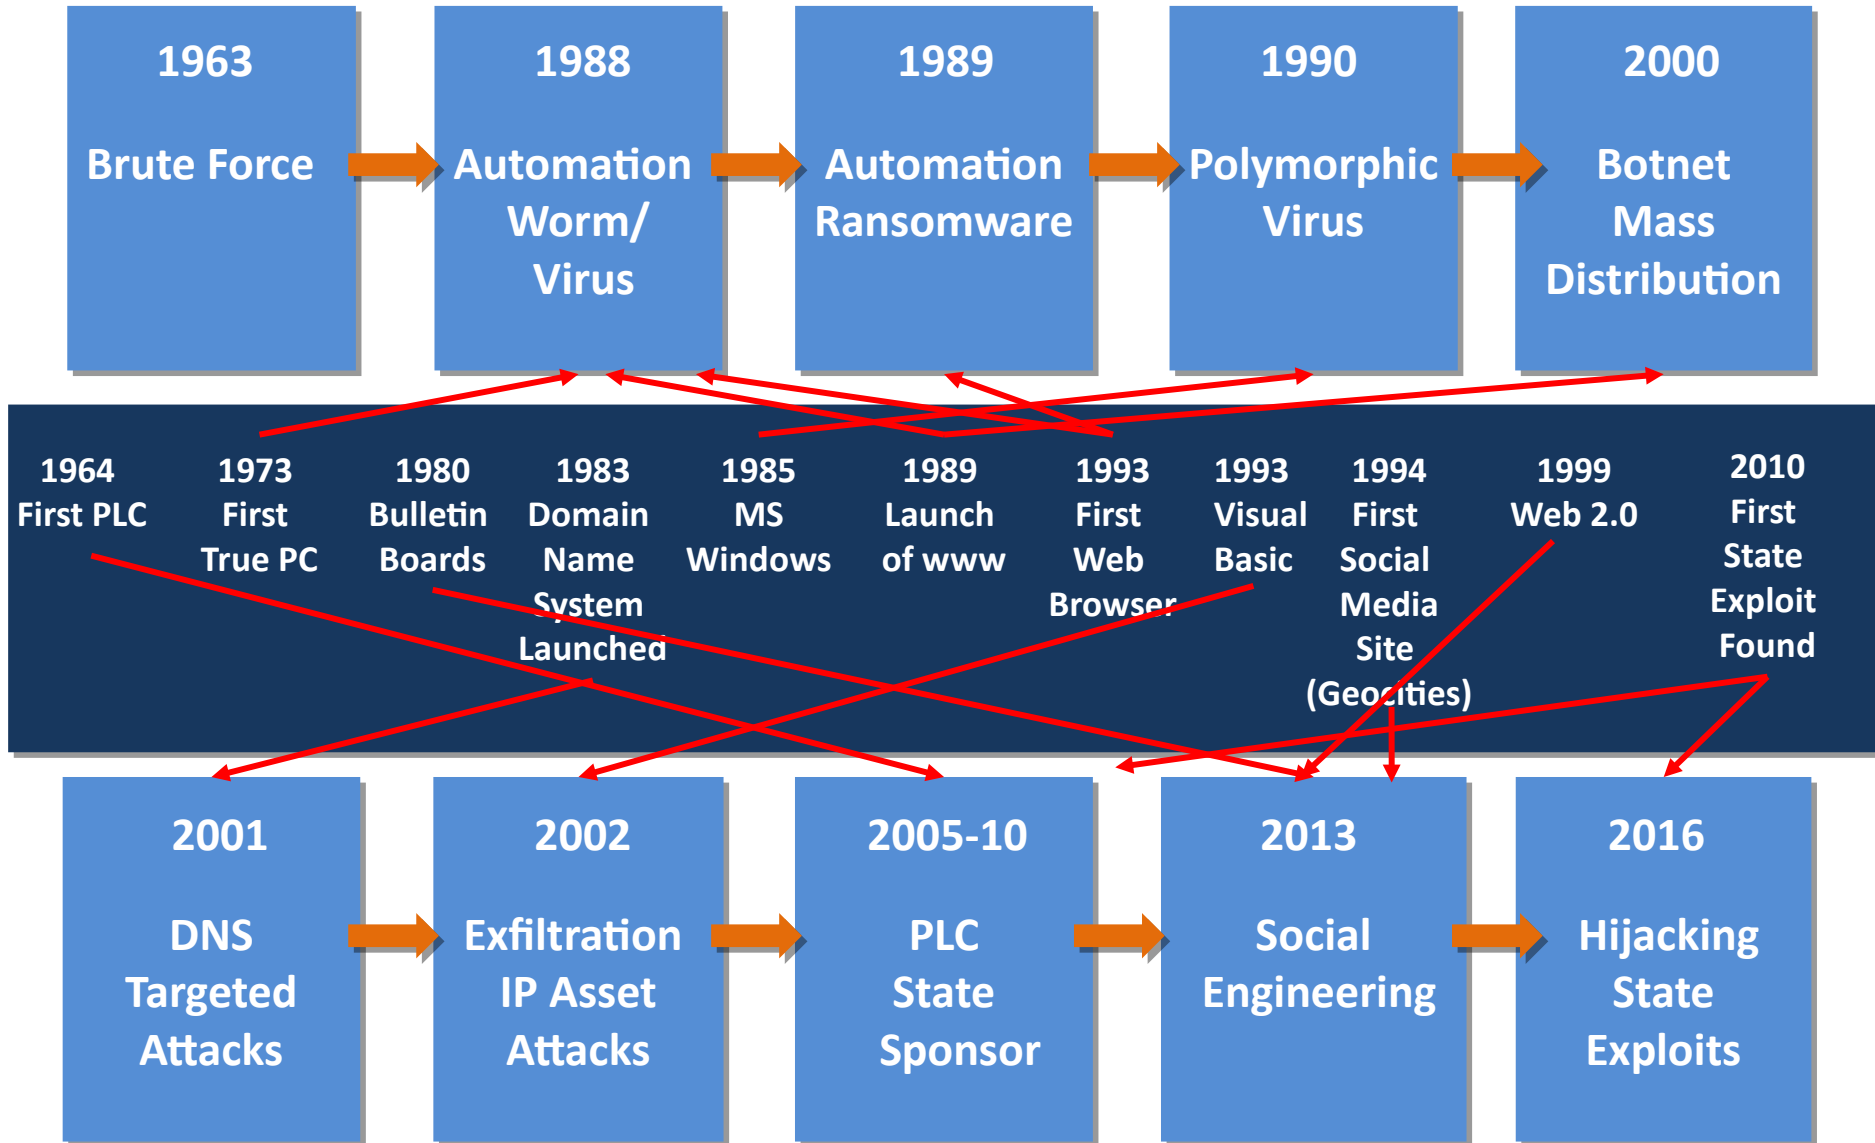 1963
Brute Force
1988
Automation
Worm/
Virus
1989
Automation
Ransomware
1990
Polymorphic
Virus
2000
Botnet
Mass
Distribution
1964
First PLC
1973
First
True PC
1980
Bulletin
Boards
1983
Domain
Name
System
Launched
1985
MS
Windows
1989
Launch
of www
1993
First
Web
Browser
1993
Visual
Basic
1994
First
Social
Media
Site
(Geocities)
1999
Web 2.0
2010
First
State
Exploit
Found
2001
DNS
Targeted
Attacks
2002
Exfiltration
IP Asset
Attacks
2005-10
PLC
State
Sponsor
2013
Social
Engineering
2016
Hijacking
State
Exploits